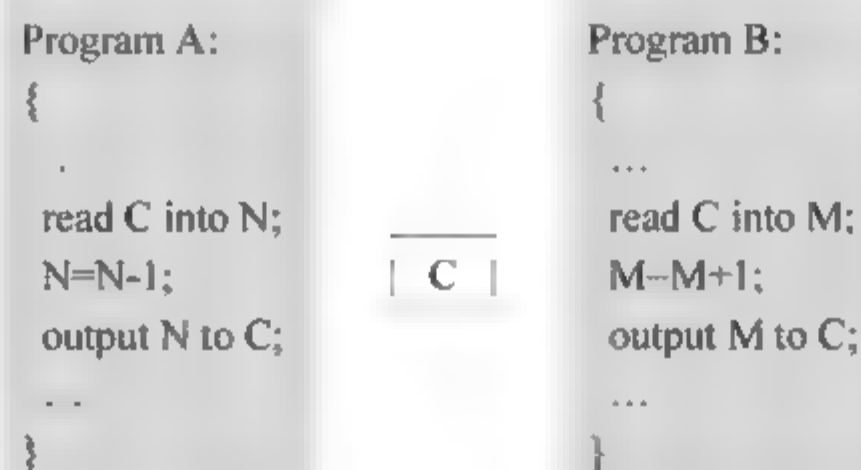 Program A:
{
.
read C into N;
N=N-1;
output N to C;
. .
}
| C |
Program B:
{
...
read C into M;
M–M+1;
output M to C;
...
}